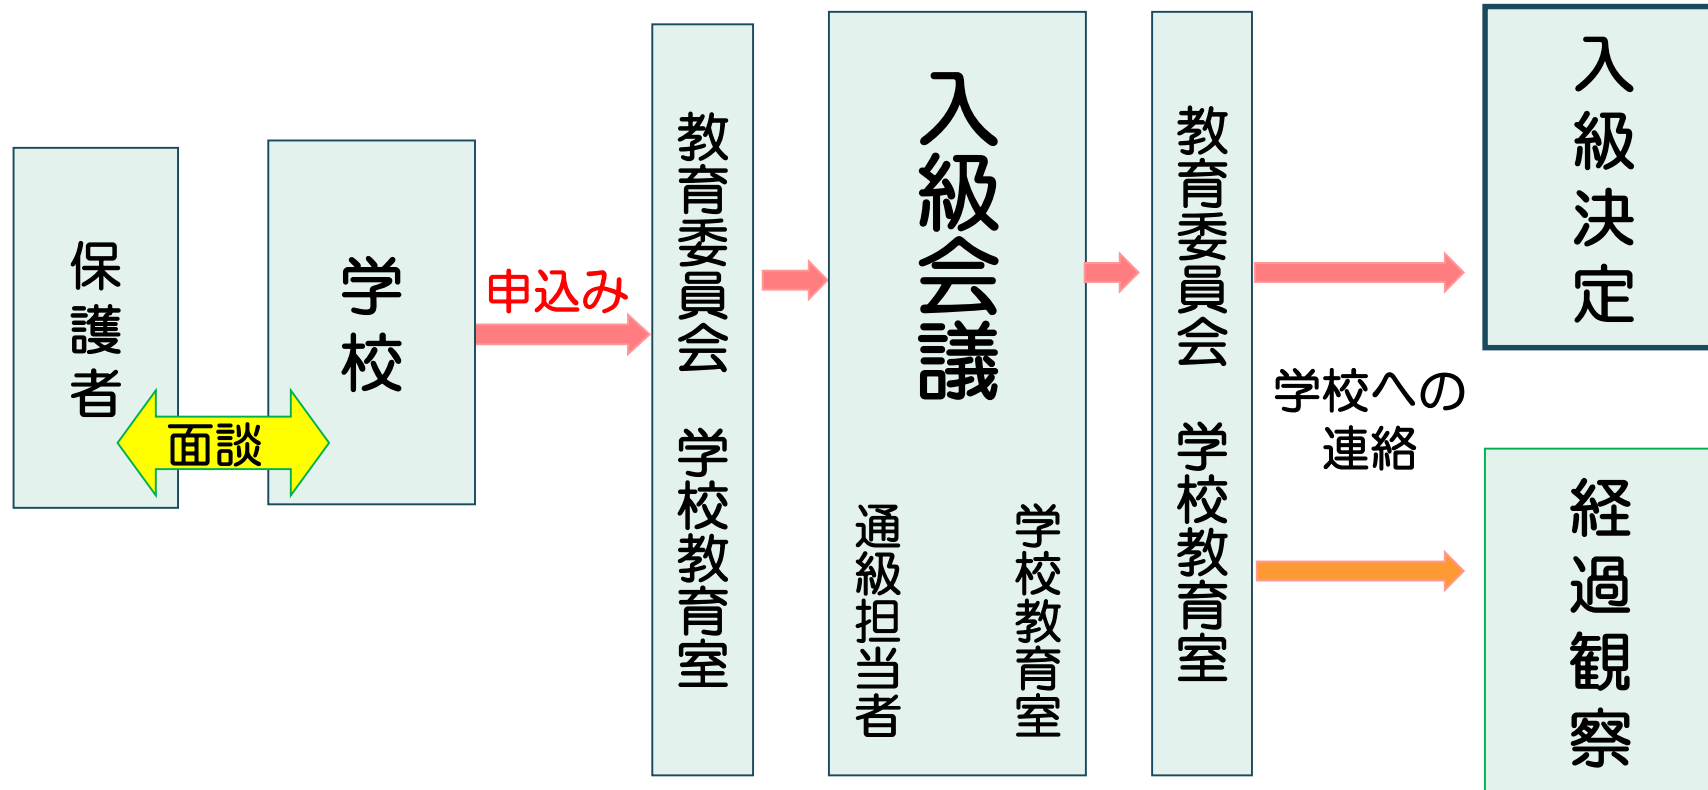 保護者
面談
学校
申込み
教育委員会　学校教育室
入級会議
学校教育室
通級担当者
教育委員会　学校教育室
学校への
連絡
入級決定
経過観察